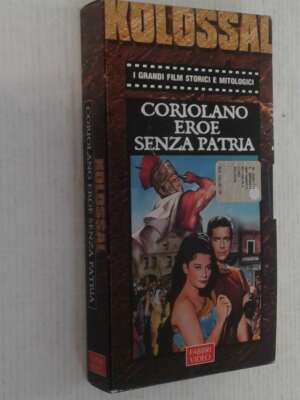 KOLOSSAL
I GRANDI FILM STORICI E MITOLOGICI
CORIOLANO
EROE
SENZA PATRIA
FABBRI
VIDEO
KOLOSSAL
CORIOLANO EROE SENZA PATRIA